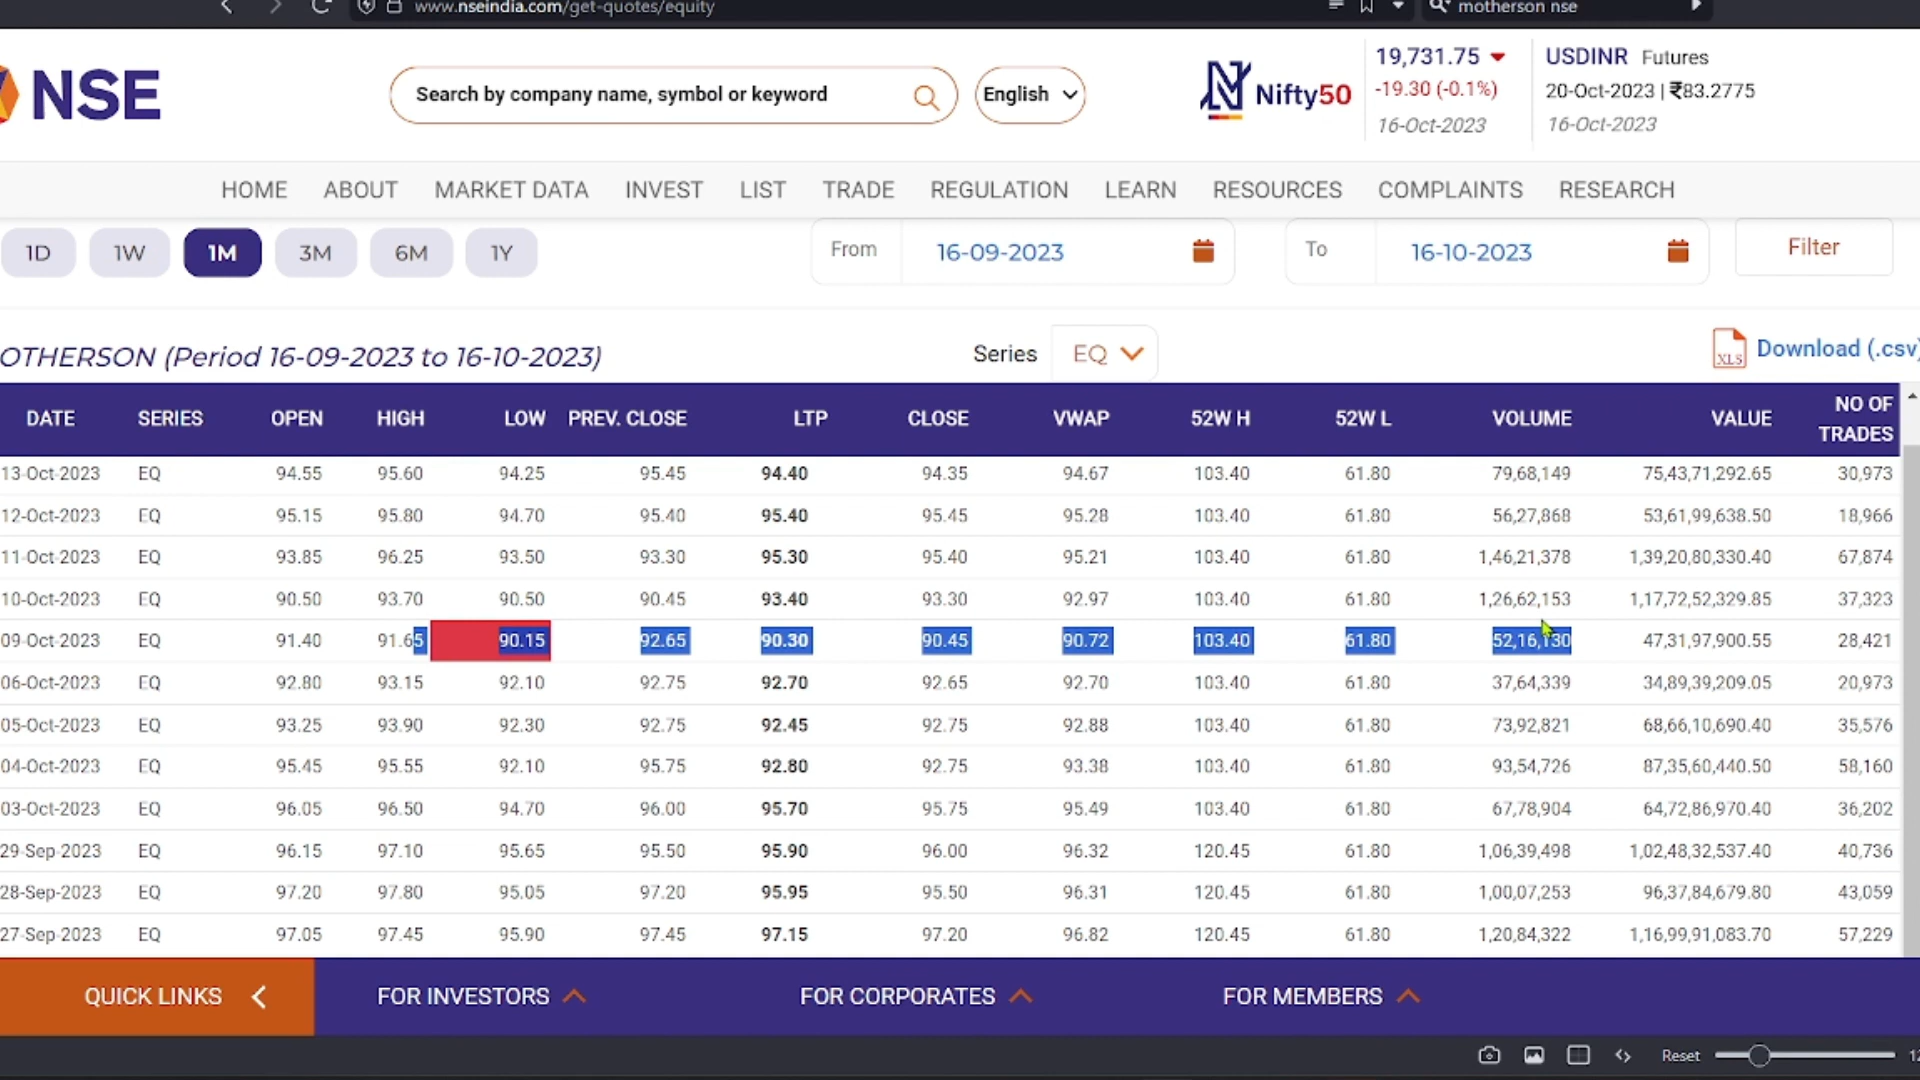 www.nseindia.com/get-quotes/equity motherson nse
NSE Search by company name, symbol or keyword English Nifty50 19,731.75 USDINR Futures
-19.30 (-0.1%) 20-Oct-2023 | ₹83.2775
16-Oct-2023 16-Oct-2023
HOME ABOUT MARKET DATA INVEST LIST TRADE REGULATION LEARN RESOURCES COMPLAINTS RESEARCH
1D 1W 1M 3M 6M 1Y From 16-09-2023 To 16-10-2023 Filter
OTHERSON (Period 16-09-2023 to 16-10-2023) Series EQ XLS Download (.csv)
DATE SERIES OPEN HIGH LOW PREV. CLOSE LTP CLOSE VWAP 52W H 52W L VOLUME VALUE NO OF TRADES
13-Oct-2023 EQ 94.55 95.60 94.25 95.45 94.40 94.35 94.67 103.40 61.80 79,68,149 75,43,71,292.65 30,973
12-Oct-2023 EQ 95.15 95.80 94.70 95.40 95.40 95.45 95.28 103.40 61.80 56,27,868 53,61,99,638.50 18,966
11-Oct-2023 EQ 93.85 96.25 93.50 93.30 95.30 95.40 95.21 103.40 61.80 1,46,21,378 1,39,20,80,330.40 67,874
10-Oct-2023 EQ 90.50 93.70 90.50 90.45 93.40 93.30 92.97 103.40 61.80 1,26,62,153 1,17,72,52,329.85 37,323
09-Oct-2023 EQ 91.40 91.65 90.15 92.65 90.30 90.45 90.72 103.40 61.80 52,16,130 47,31,97,900.55 28,421
06-Oct-2023 EQ 92.80 93.15 92.10 92.75 92.70 92.65 92.70 103.40 61.80 37,64,339 34,89,39,209.05 20,973
05-Oct-2023 EQ 93.25 93.90 92.30 92.75 92.45 92.75 92.88 103.40 61.80 73,92,821 68,66,10,690.40 35,576
04-Oct-2023 EQ 95.45 95.55 92.10 95.75 92.80 92.75 93.38 103.40 61.80 93,54,726 87,35,60,440.50 58,160
03-Oct-2023 EQ 96.05 96.50 94.70 96.00 95.70 95.75 95.49 103.40 61.80 67,78,904 64,72,86,970.40 36,202
29-Sep-2023 EQ 96.15 97.10 95.65 95.50 95.90 96.00 96.32 120.45 61.80 1,06,39,498 1,02,48,32,537.40 40,736
28-Sep-2023 EQ 97.20 97.80 95.05 97.20 95.95 95.50 96.31 120.45 61.80 1,00,07,253 96,37,84,679.80 43,059
27-Sep-2023 EQ 97.05 97.45 95.90 97.45 97.15 97.20 96.82 120.45 61.80 1,20,84,322 1,16,99,91,083.70 57,229
QUICK LINKS FOR INVESTORS FOR CORPORATES FOR MEMBERS
Reset